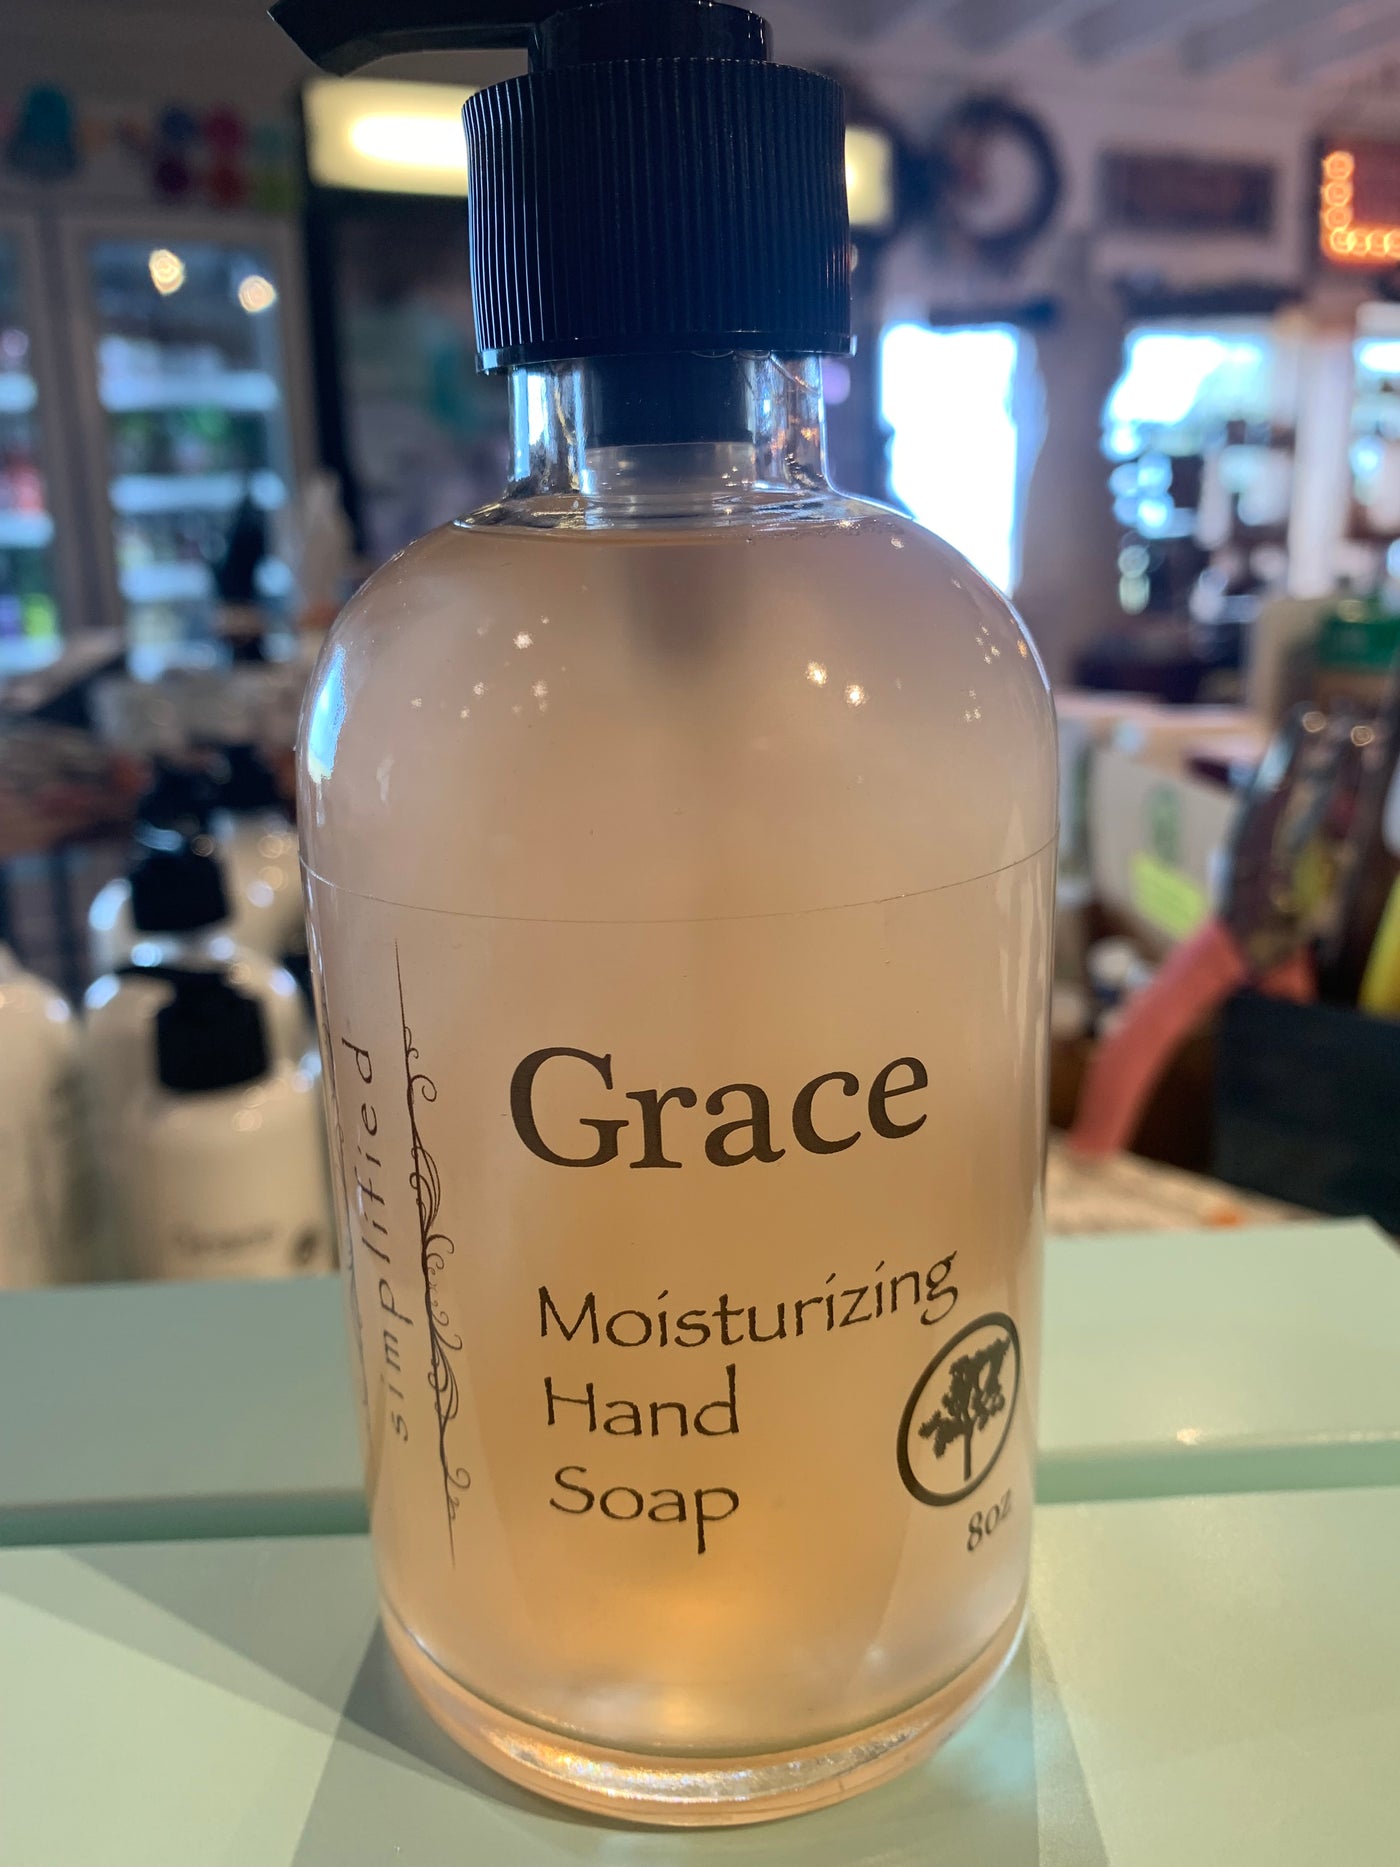 simplified
Grace
Moisturizing
Hand
Soap
8oz